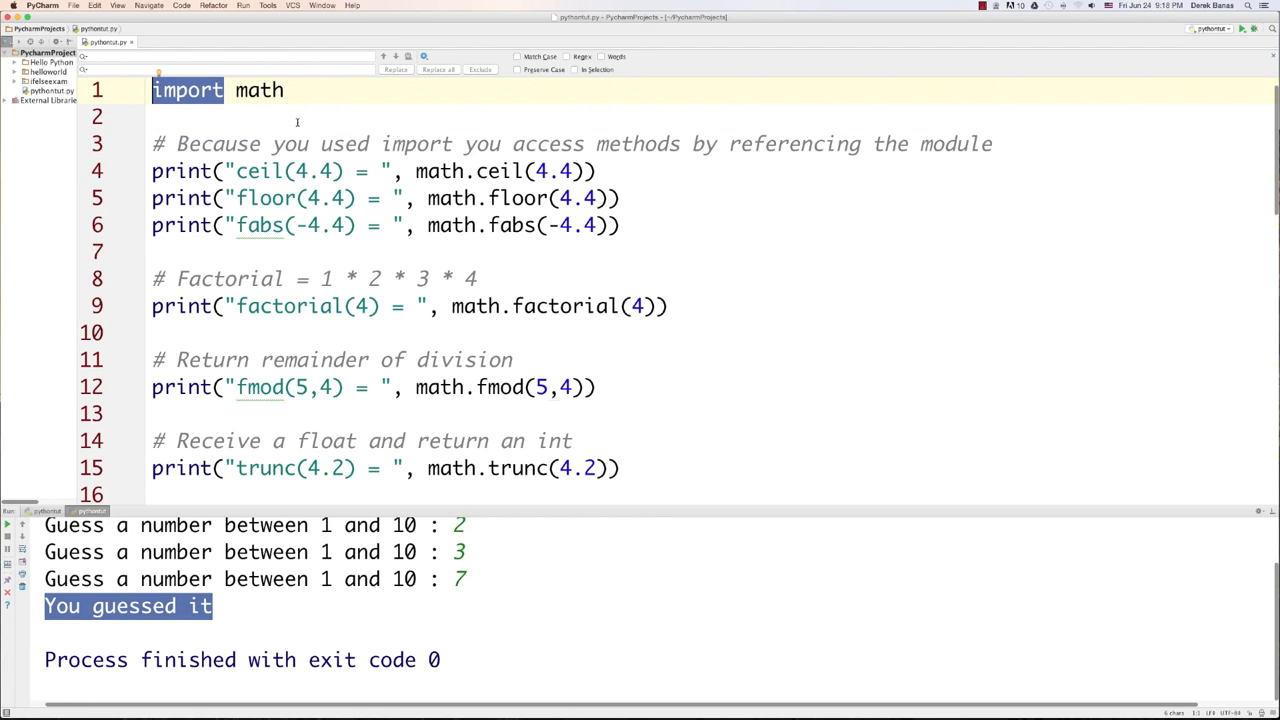 PyCharm File Edit View Navigate Code Refactor Run Tools VCS Window Help
Fri Jun 24 9:18 PM Derek Banas
pythontut.py - PycharmProjects - [~/PycharmProjects]
PycharmProjects pythontut.py
pythontut
pythontut.py
PycharmProject
Hello Python
helloworld
ifelseexam
pythontut.py
External Librarie
Match Case Regex Words
Replace Replace all Exclude Preserve Case In Selection
1 import math
2
3 # Because you used import you access methods by referencing the module
4 print("ceil(4.4) = ", math.ceil(4.4))
5 print("floor(4.4) = ", math.floor(4.4))
6 print("fabs(-4.4) = ", math.fabs(-4.4))
7
8 # Factorial = 1 * 2 * 3 * 4
9 print("factorial(4) = ", math.factorial(4))
10
11 # Return remainder of division
12 print("fmod(5,4) = ", math.fmod(5,4))
13
14 # Receive a float and return an int
15 print("trunc(4.2) = ", math.trunc(4.2))
16
Run: pythontut pythontut
Guess a number between 1 and 10 : 2
Guess a number between 1 and 10 : 3
Guess a number between 1 and 10 : 7
You guessed it
Process finished with exit code 0
6 chars 1:1 LF UTF-8